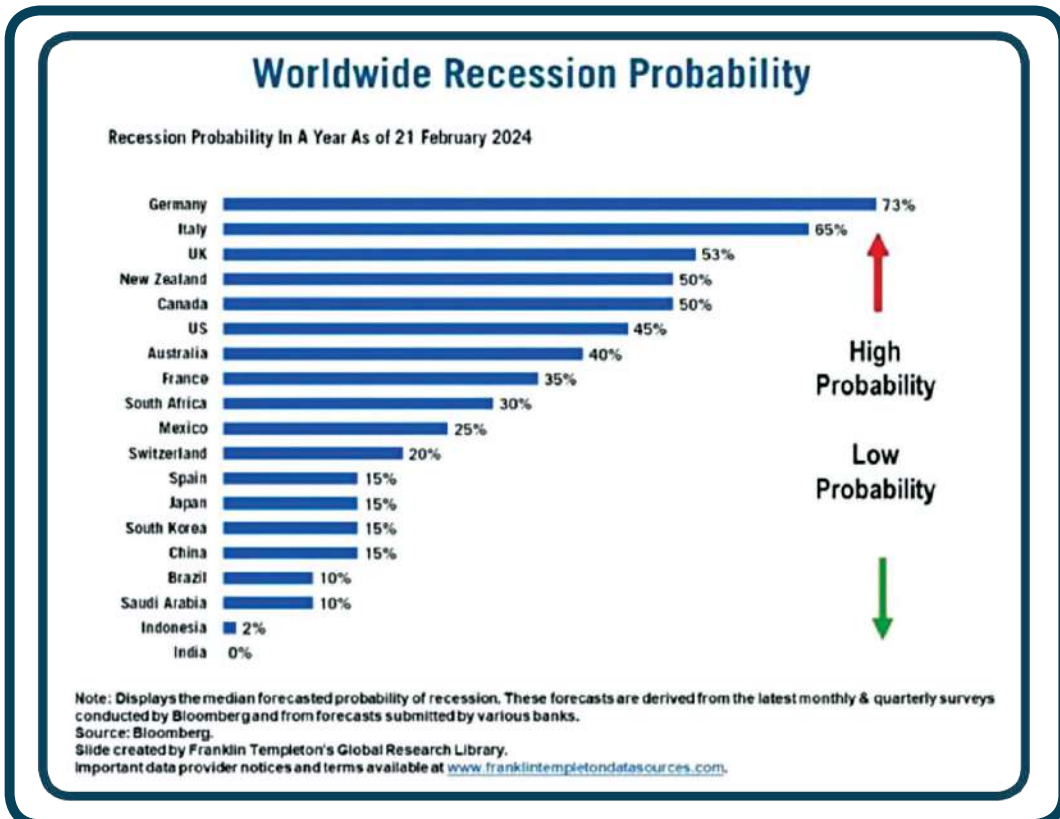 Worldwide Recession Probability
Recession Probability In A Year As of 21 February 2024
Germany 73%
Italy 65%
UK 53%
New Zealand 50%
Canada 50%
US 45%
Australia 40%
France 35%
South Africa 30%
Mexico 25%
Switzerland 20%
Spain 15%
Japan 15%
South Korea 15%
China 15%
Brazil 10%
Saudi Arabia 10%
Indonesia 2%
India 0%
High
Probability
Low
Probability
Note: Displays the median forecasted probability of recession. These forecasts are derived from the latest monthly & quarterly surveys
conducted by Bloomberg and from forecasts submitted by various banks.
Source: Bloomberg.
Slide created by Franklin Templeton's Global Research Library.
Important data provider notices and terms available at www.franklintempletondatasources.com.